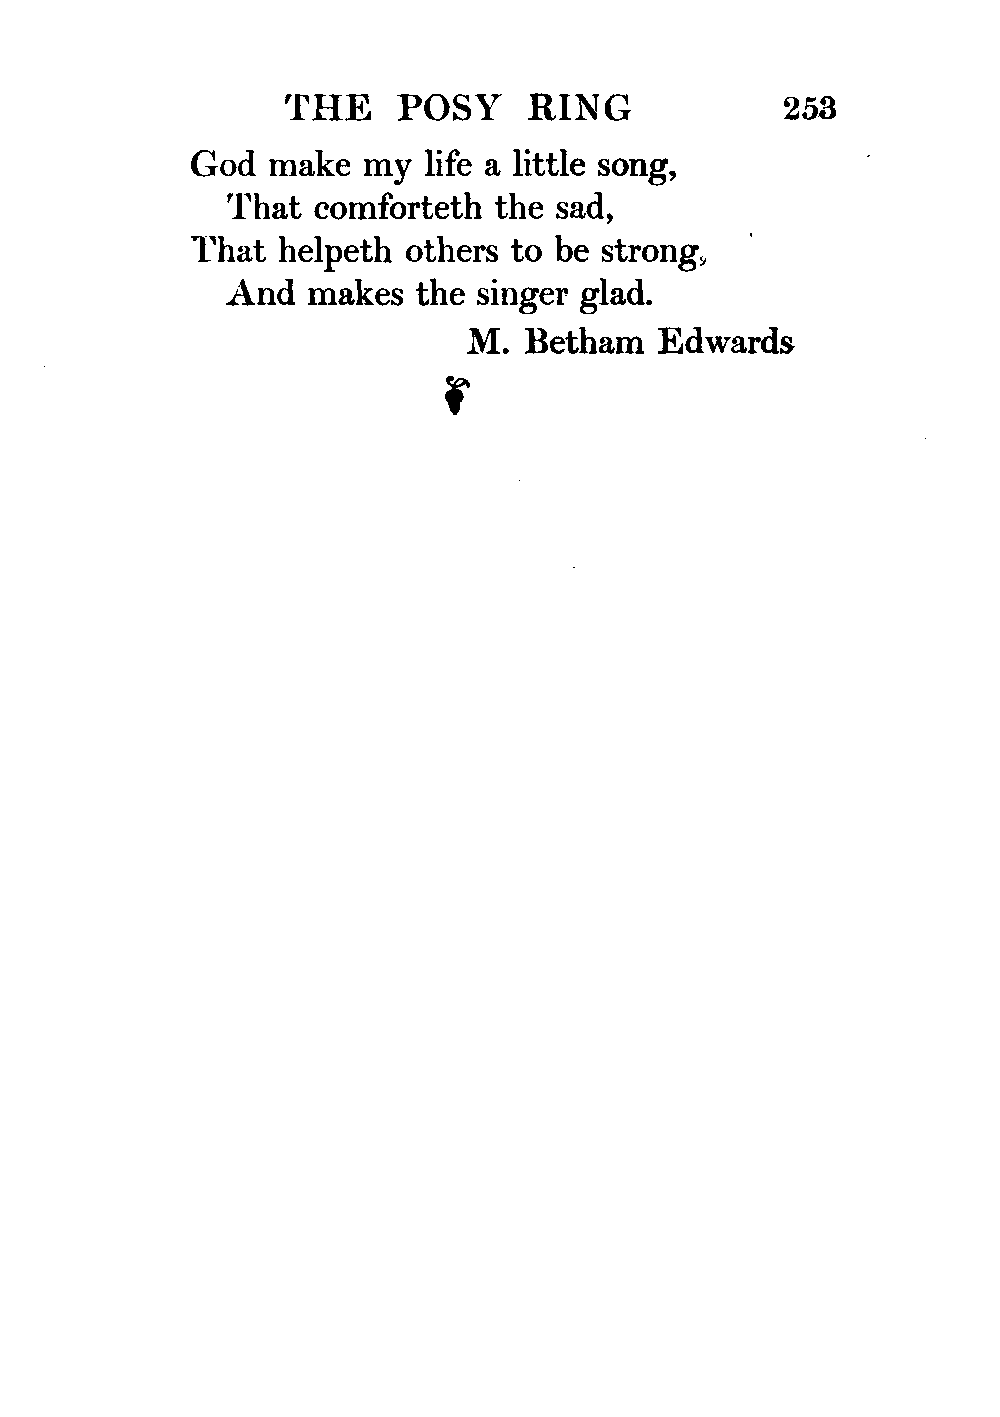 THE POSY RING 253
God make my life a little song,
That comforteth the sad,
That helpeth others to be strong,
And makes the singer glad.
M. Betham Edwards